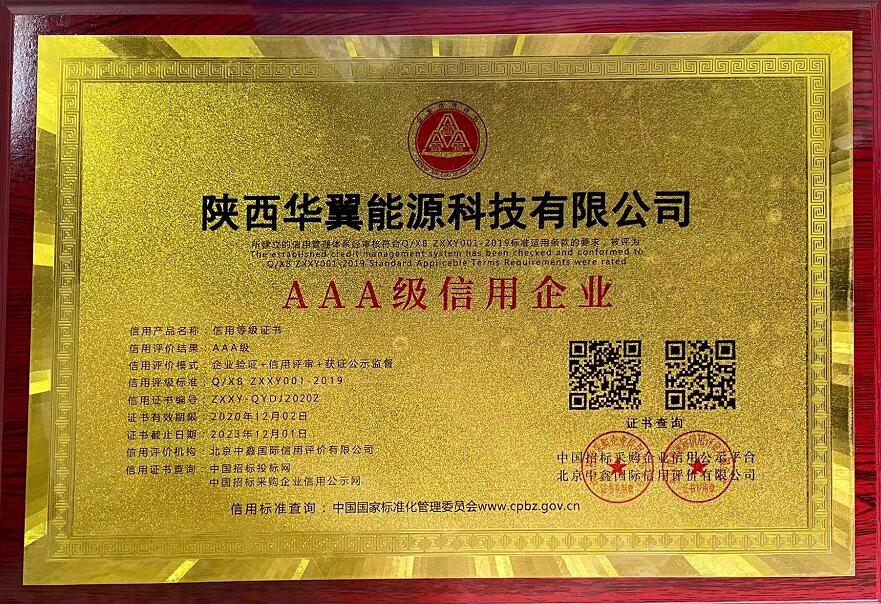 陕西华翼能源科技有限公司
所建立的信用管理体系经审核符合Q/XB ZXXY001-2019标准适用条款的要求，被评为
The established credit management system has been checked and conformed to
Q/XB ZXXY001-2019 Standard Applicable Terms Requirements were rated
AAA级信用企业
信用产品名称：信用等级证书
信用评价结果：AAA级
信用评价模式：企业验证+信用评审+获证公示监督
信用评级标准：Q/XB ZXXY001-2019
信用证书编号：ZXXY-QYDJ2020Z
证书有效期限：2020年12月02日
证书截止日期：2023年12月01日
信用评价机构：北京中鑫国际信用评价有限公司
信用证书查询：中国招标投标网
中国招标采购企业信用公示网
证书查询
中国招标采购企业信用公示平台
北京中鑫国际信用评价有限公司
信用标准查询：中国国家标准化管理委员会www.cpbz.gov.cn